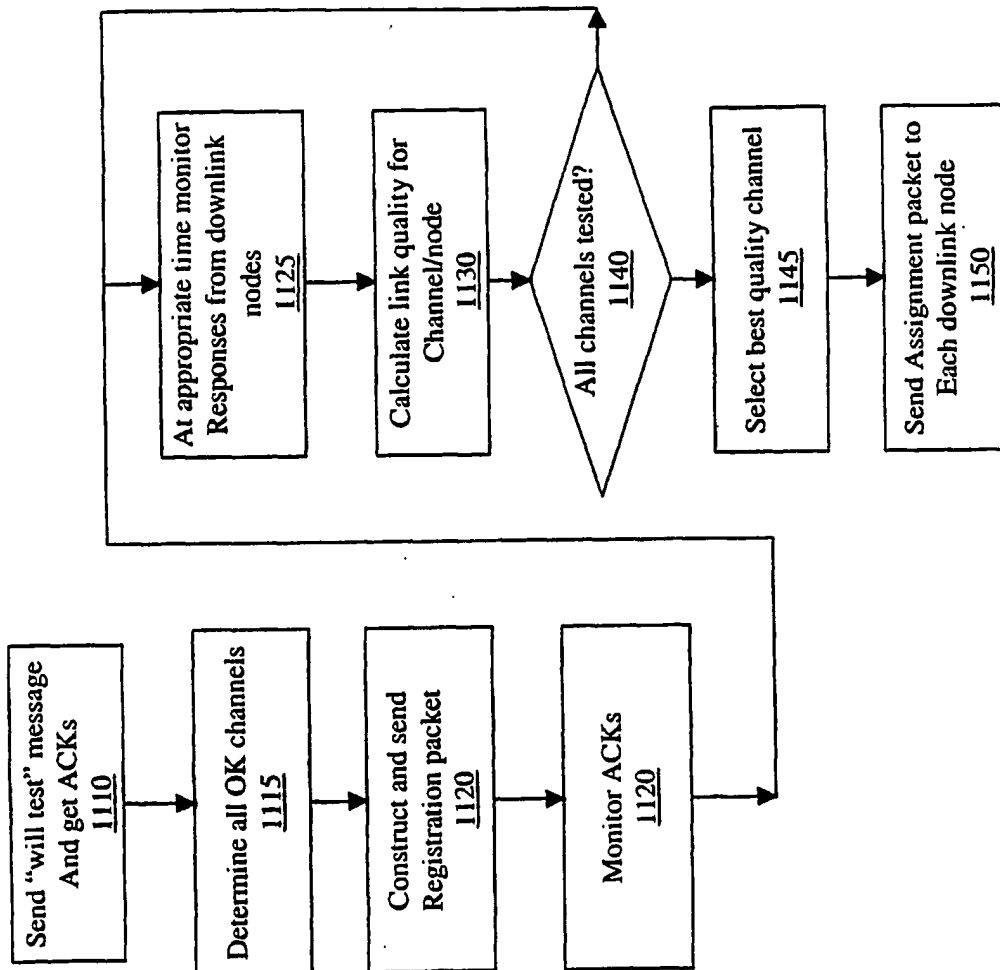 Send “will test” message
And get ACKs
1110
Determine all OK channels
1115
Construct and send
Registration packet
1120
Monitor ACKs
1120
At appropriate time monitor
Responses from downlink
nodes
1125
Calculate link quality for
Channel/node
1130
All channels tested?
1140
Select best quality channel
1145
Send Assignment packet to
Each downlink node
1150